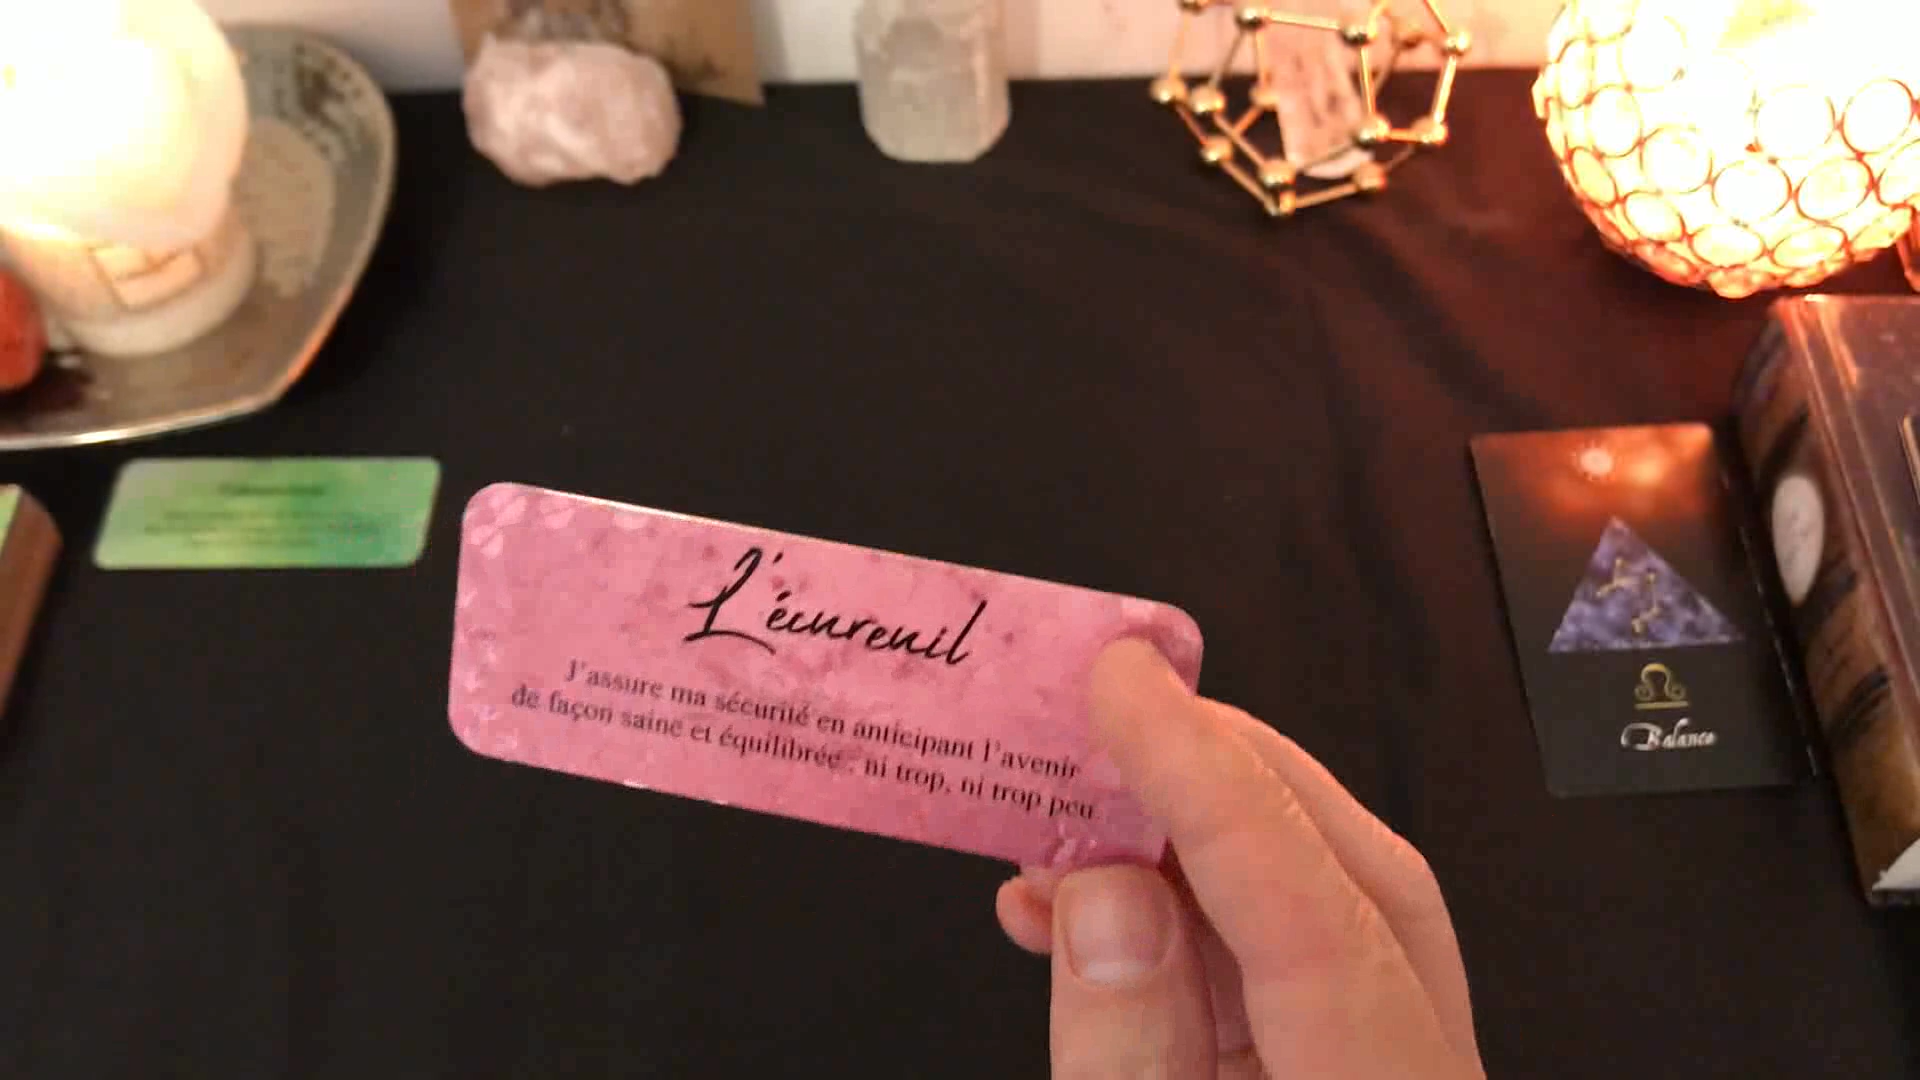 L'écureuil
J'assure ma sécurité en anticipant l'avenir
de façon saine et équilibrée : ni trop, ni trop peu.
Balance